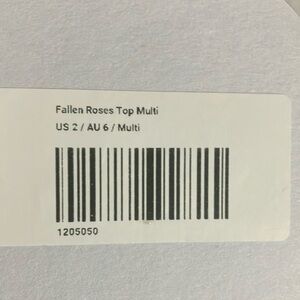 Fallen Roses Top Multi
US 2 / AU 6 / Multi
1205050